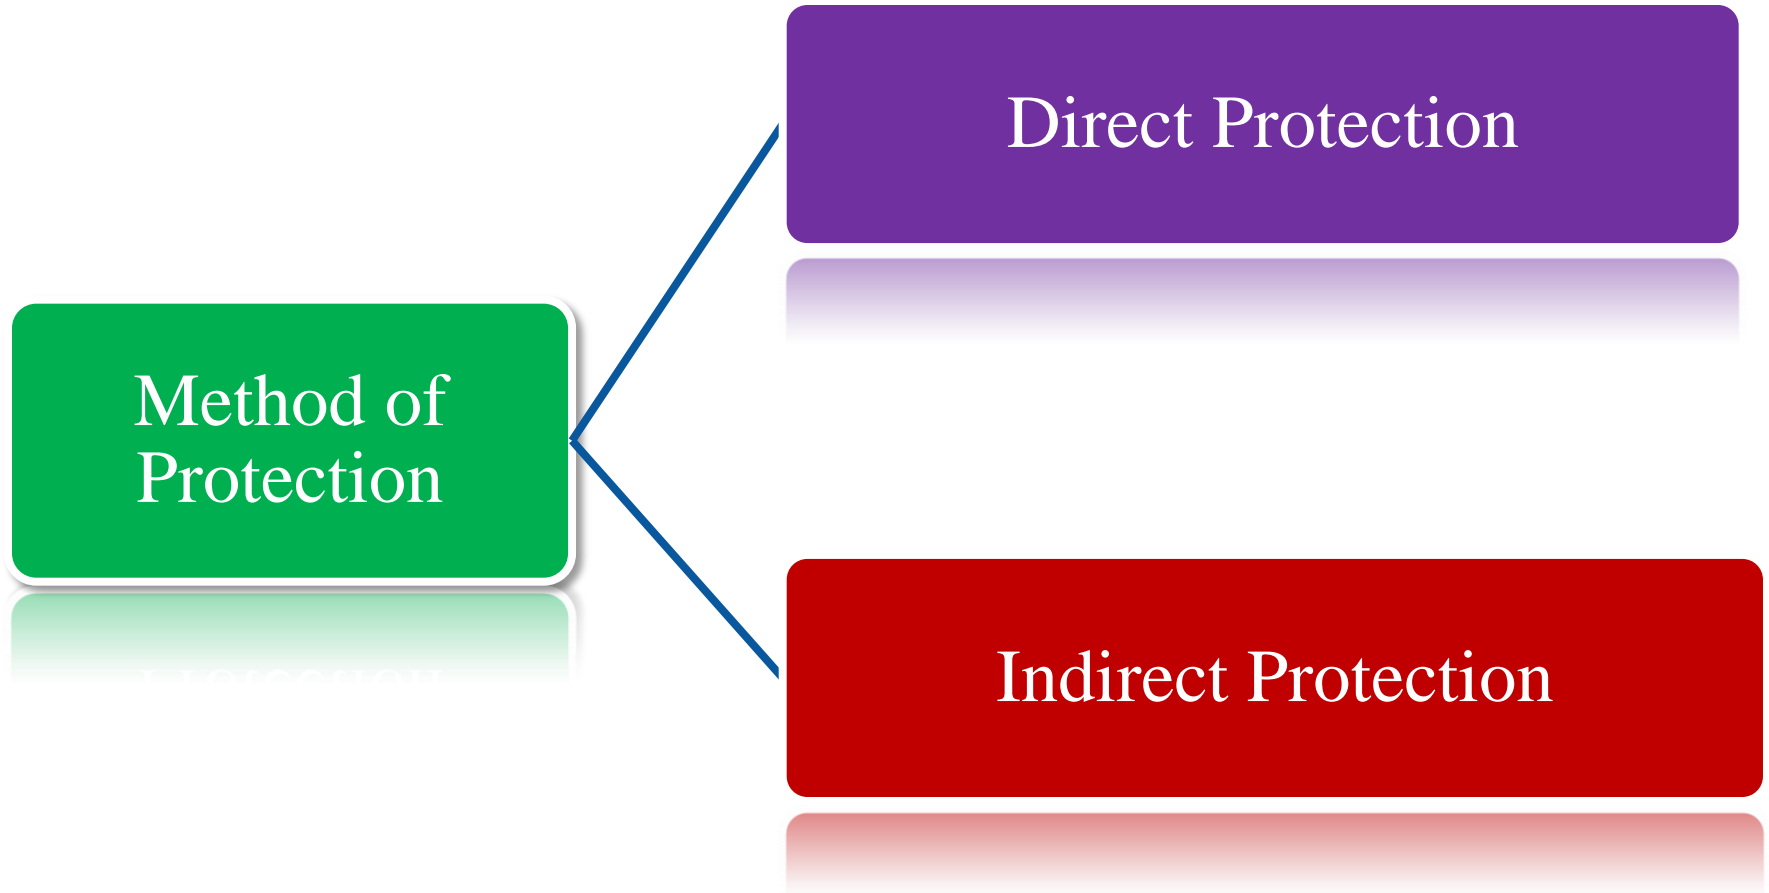 Direct Protection
Method of
Protection
Indirect Protection